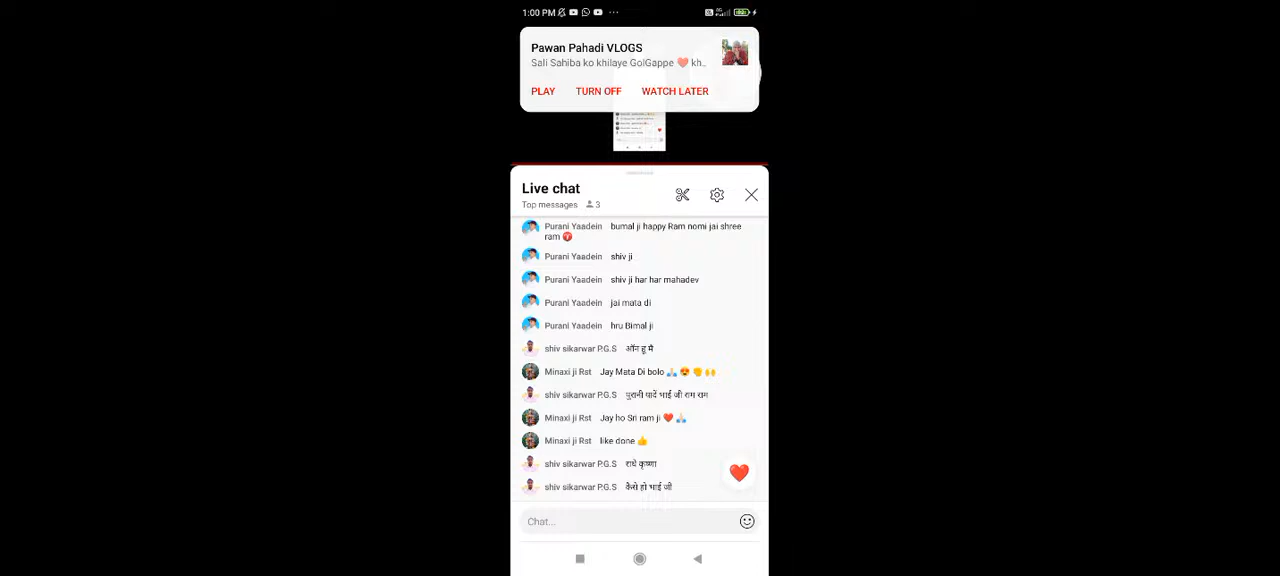 1:00 PM
Pawan Pahadi VLOGS
Sali Sahiba ko khilaye GolGappe ❤️ kh..
PLAY TURN OFF WATCH LATER
Live chat
Top messages 3
Purani Yaadein bumal ji happy Ram nomi jai shree
ram
Purani Yaadein shiv ji
Purani Yaadein shiv ji har har mahadev
Purani Yaadein jai mata di
Purani Yaadein hru Bimal ji
shiv sikarwar P.G.S ऑन हू मैं
Minaxi ji Rst Jay Mata Di bolo 🙏🏻 😍 👏 🙌
shiv sikarwar P.G.S पुरानी यादें भाई जी राम राम
Minaxi ji Rst Jay ho Sri ram ji ❤️ 🙏🏻
Minaxi ji Rst like done 👍
shiv sikarwar P.G.S राधे कृष्णा
shiv sikarwar P.G.S कैसे हो भाई जी
Chat...